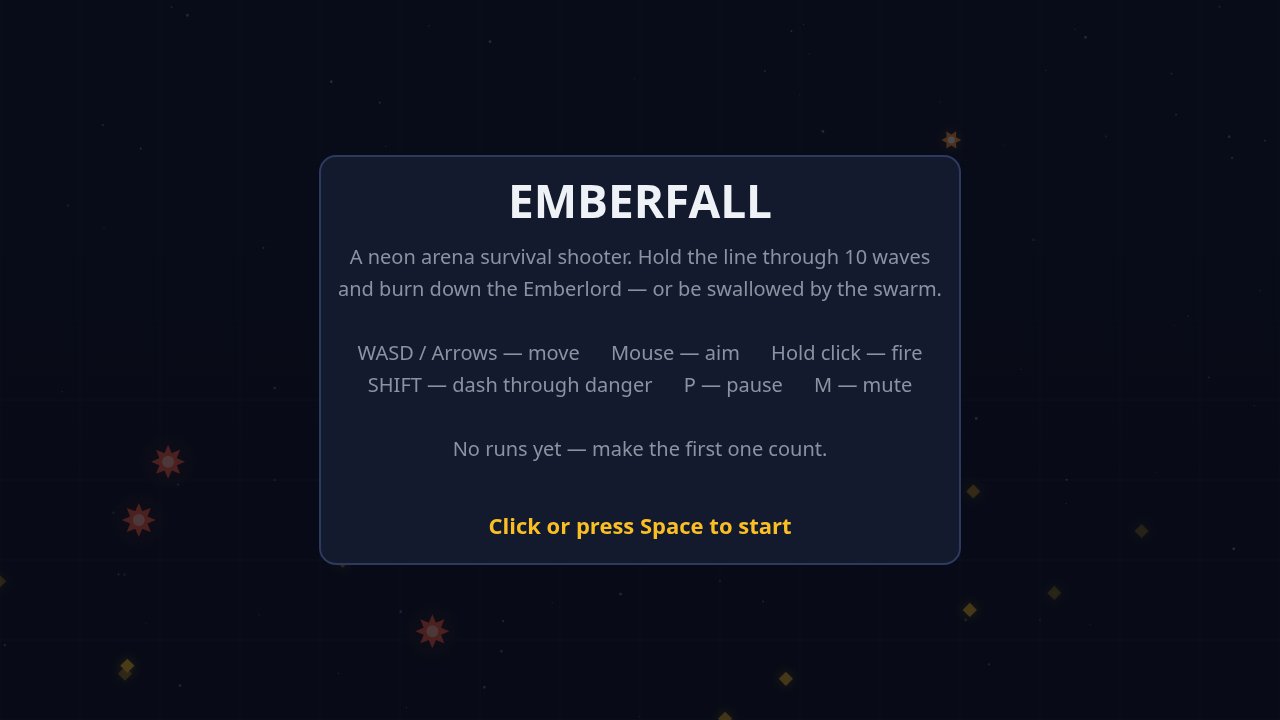 EMBERFALL
A neon arena survival shooter. Hold the line through 10 waves
and burn down the Emberlord — or be swallowed by the swarm.
WASD / Arrows — move Mouse — aim Hold click — fire
SHIFT — dash through danger P — pause M — mute
No runs yet — make the first one count.
Click or press Space to start